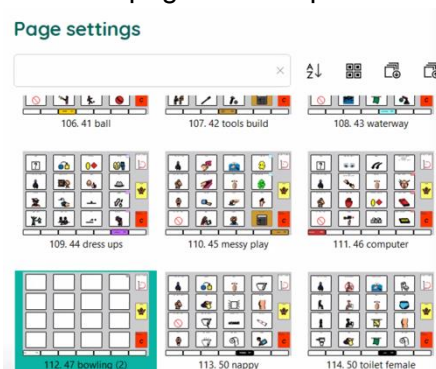 Page settings
106. 41 ball
107. 42 tools build
108. 43 waterway
109. 44 dress ups
110. 45 messy play
111. 46 computer
112. 47 bowling (2)
113. 50 nappy
114. 50 toilet female